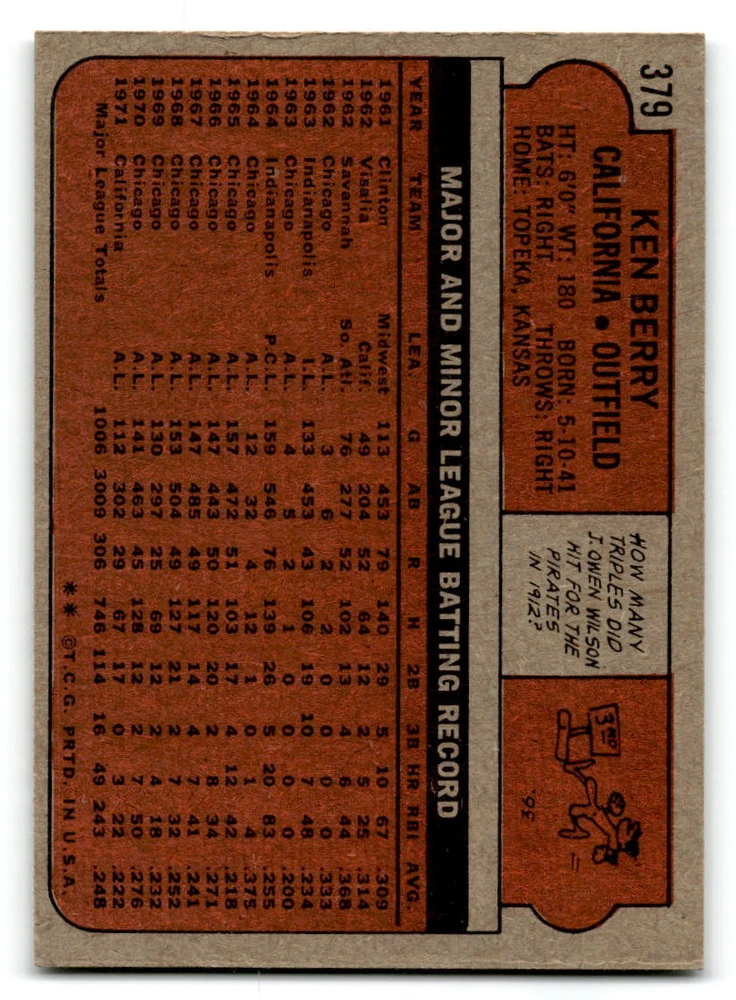 379
KEN BERRY
CALIFORNIA • OUTFIELD
HT: 6'0" WT: 180 BORN: 5-10-41
BATS: RIGHT THROWS: RIGHT
HOME: TOPEKA, KANSAS
HOW MANY
TRIPLES DID
J. OWEN WILSON
HIT FOR THE
PIRATES
IN 1912?
3RD
36.
MAJOR AND MINOR LEAGUE BATTING RECORD
YEAR TEAM LEA G AB R H 2B 3B HR RBI AVG.
1961 Clinton Midwest 113 453 79 140 29 5 10 67 .309
1962 Visalia Calif. 49 204 52 64 12 2 5 25 .314
1962 Savannah So. Atl. 76 277 52 102 13 4 6 44 .368
1962 Chicago A.L. 3 6 2 2 0 0 0 0 .333
1963 Indianapolis I.L. 133 453 43 106 19 10 7 48 .234
1963 Chicago A.L. 4 5 2 1 0 0 0 0 .200
1964 Indianapolis P.C.L. 159 546 76 139 26 5 20 83 .255
1964 Chicago A.L. 12 32 4 12 1 0 1 4 .375
1965 Chicago A.L. 157 472 51 103 17 4 12 42 .218
1966 Chicago A.L. 147 443 50 120 20 2 8 34 .271
1967 Chicago A.L. 147 485 49 117 14 4 7 41 .241
1968 Chicago A.L. 153 504 49 127 21 2 7 32 .252
1969 Chicago A.L. 130 297 25 69 12 2 4 18 .232
1970 Chicago A.L. 141 463 45 128 12 2 7 50 .276
1971 California A.L. 112 302 29 67 17 0 3 22 .222
Major League Totals 1006 3009 306 746 114 16 49 243 .248
** ©T.C.G. PRTD. IN U.S.A.